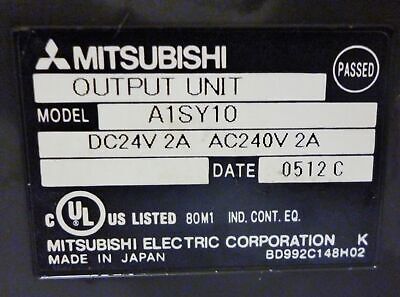 MITSUBISHI
PASSED
OUTPUT UNIT
MODEL A1SY10
DC24V 2A AC240V 2A
DATE 0512 C
C UL US LISTED 80M1 IND. CONT. EQ.
MITSUBISHI ELECTRIC CORPORATION K
MADE IN JAPAN BD992C148H02